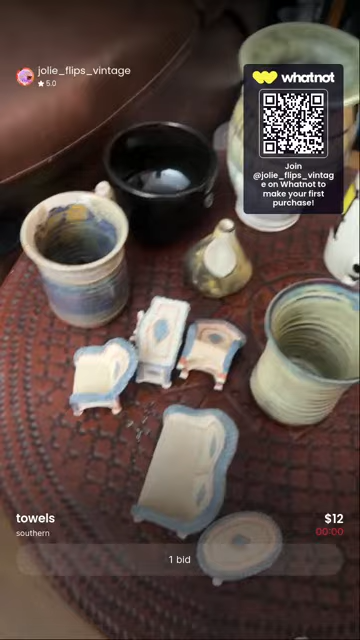 jolie_flips_vintage
★ 5.0
whatnot
Join
@jolie_flips_vintag
e on Whatnot to
make your first
purchase!
towels
$12
southern
00:00
1 bid